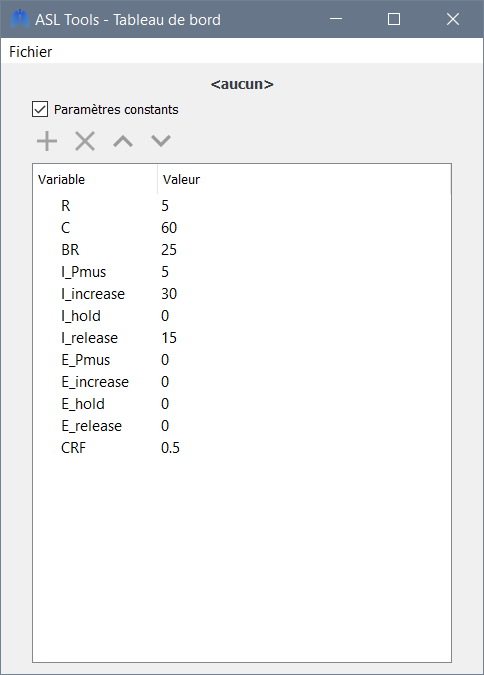 ASL Tools - Tableau de bord
Fichier
<aucun>
Paramètres constants
Variable Valeur
R 5
C 60
BR 25
I_Pmus 5
I_increase 30
I_hold 0
I_release 15
E_Pmus 0
E_increase 0
E_hold 0
E_release 0
CRF 0.5